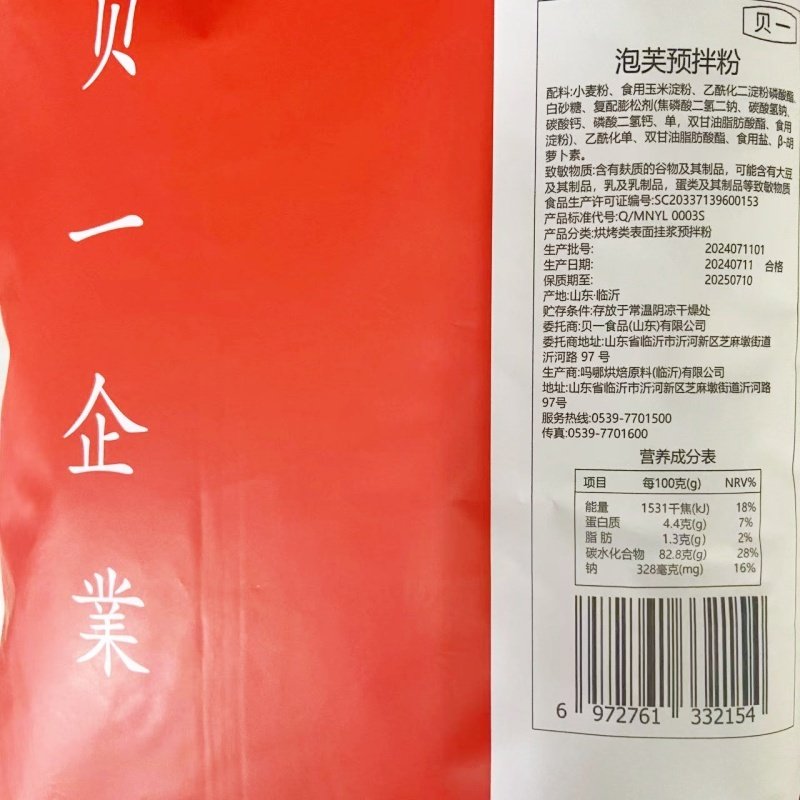 贝
一
企
業
贝一
泡芙预拌粉
配料:小麦粉、食用玉米淀粉、乙酰化二淀粉磷酸酯、
白砂糖、复配膨松剂(焦磷酸二氢二钠、碳酸氢钠、
碳酸钙、磷酸二氢钙、单，双甘油脂肪酸酯、食用
淀粉)、乙酰化单、双甘油脂肪酸酯、食用盐、β-胡
萝卜素。
致敏物质:含有麸质的谷物及其制品，可能含有大豆
及其制品，乳及乳制品，蛋类及其制品等致敏物质
食品生产许可证编号:SC20337139600153
产品标准代号:Q/MNYL 0003S
产品分类:烘烤类表面挂浆预拌粉
生产批号: 2024071101
生产日期: 20240711 合格
保质期至: 20250710
产地:山东·临沂
贮存条件:存放于常温阴凉干燥处
委托商:贝一食品(山东)有限公司
委托商地址:山东省临沂市沂河新区芝麻墩街道
沂河路 97 号
生产商:吗哪烘焙原料(临沂)有限公司
地址:山东省临沂市沂河新区芝麻墩街道沂河路
97号
服务热线:0539-7701500
传真:0539-7701600
营养成分表
项目 每100克(g) NRV%
能量 1531千焦(kJ) 18%
蛋白质 4.4克(g) 7%
脂 肪 1.3克(g) 2%
碳水化合物 82.8克(g) 28%
钠 328毫克(mg) 16%
6 972761 332154